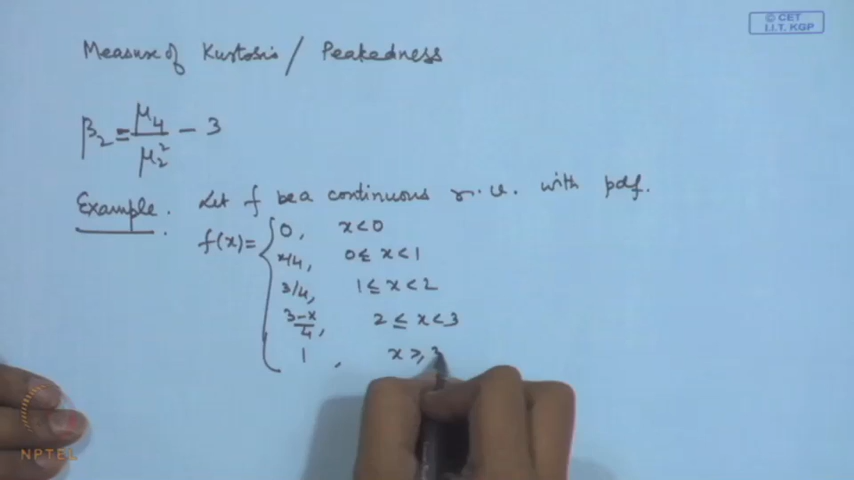 © CET
I.I.T. KGP
Measure of Kurtosis / Peakedness
β₂ = μ₄/μ₂² − 3
Example. Let f be a continuous r.v. with pdf.
f(x) = { 0, x < 0
x/4, 0 ≤ x < 1
3/4, 1 ≤ x < 2
(3−x)/4, 2 ≤ x < 3
1, x ≥ 3
NPTEL